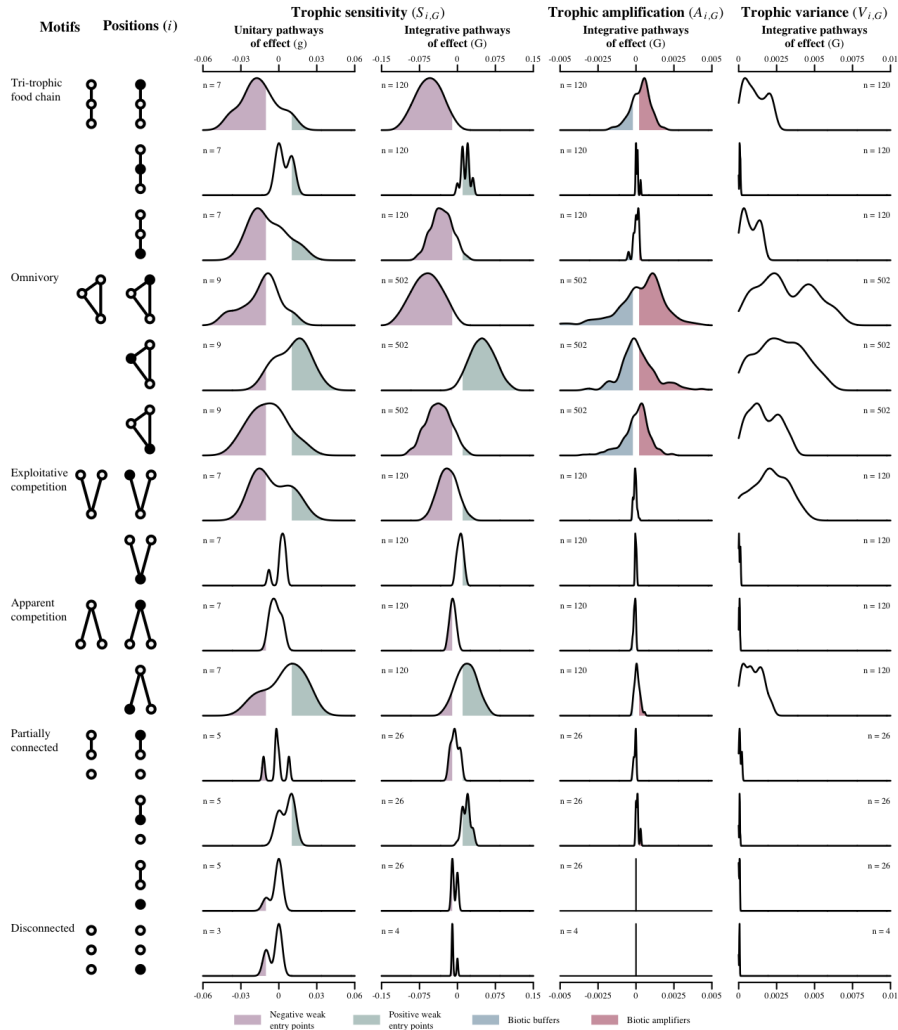 Motifs
Positions (i)
Trophic sensitivity (S_{i,G})
Trophic amplification (A_{i,G})
Trophic variance (V_{i,G})
Unitary pathways
of effect (g)
Integrative pathways
of effect (G)
Integrative pathways
of effect (G)
Integrative pathways
of effect (G)
-0.06 -0.03 0 0.03 0.06
-0.15 -0.075 0 0.075 0.15
-0.005 -0.0025 0 0.0025 0.005
0 0.0025 0.005 0.0075 0.01
Tri-trophic
food chain
n = 7 n = 120 n = 120 n = 120
n = 7 n = 120 n = 120 n = 120
n = 7 n = 120 n = 120 n = 120
Omnivory
n = 9 n = 502 n = 502 n = 502
n = 9 n = 502 n = 502 n = 502
n = 9 n = 502 n = 502 n = 502
Exploitative
competition
n = 7 n = 120 n = 120 n = 120
n = 7 n = 120 n = 120 n = 120
Apparent
competition
n = 7 n = 120 n = 120 n = 120
n = 7 n = 120 n = 120 n = 120
Partially
connected
n = 5 n = 26 n = 26 n = 26
n = 5 n = 26 n = 26 n = 26
n = 5 n = 26 n = 26 n = 26
Disconnected
n = 3 n = 4 n = 4 n = 4
-0.06 -0.03 0 0.03 0.06
-0.15 -0.075 0 0.075 0.15
-0.005 -0.0025 0 0.0025 0.005
0 0.0025 0.005 0.0075 0.01
Negative weak
entry points
Positive weak
entry points
Biotic buffers
Biotic amplifiers